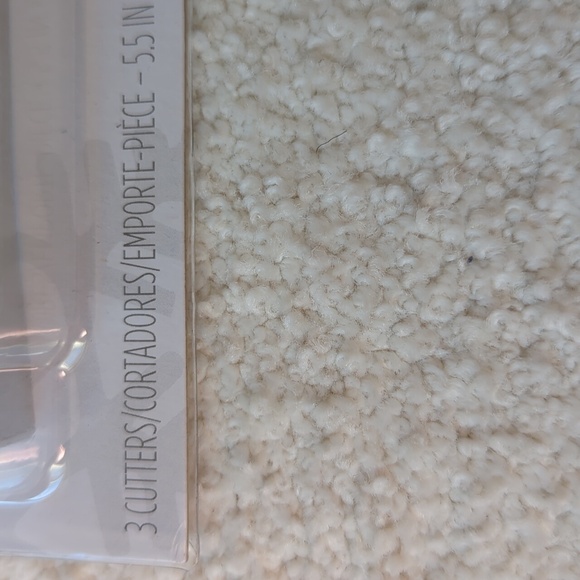 3 CUTTERS/CORTADORES/EMPORTE-PIÈCE – 5.5 IN